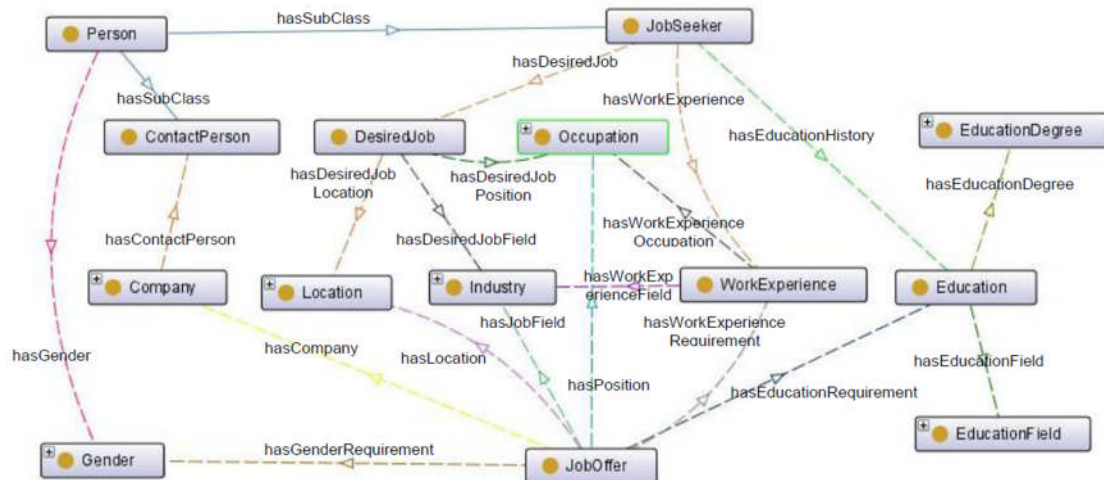 hasSubClass
Person
JobSeeker
hasDesiredJob
hasSubClass
hasWorkExperience
ContactPerson
DesiredJob
Occupation
hasEducationHistory
EducationDegree
hasDesiredJob
Location
hasDesiredJob
Position
hasEducationDegree
hasContactPerson
hasDesiredJobField
hasWorkExperience
Occupation
Company
Location
Industry
hasWorkExp
erienceField
WorkExperience
Education
hasJobField
hasWorkExperience
Requirement
hasGender
hasCompany
hasLocation
hasPosition
hasEducationRequirement
hasEducationField
EducationField
hasGenderRequirement
Gender
JobOffer